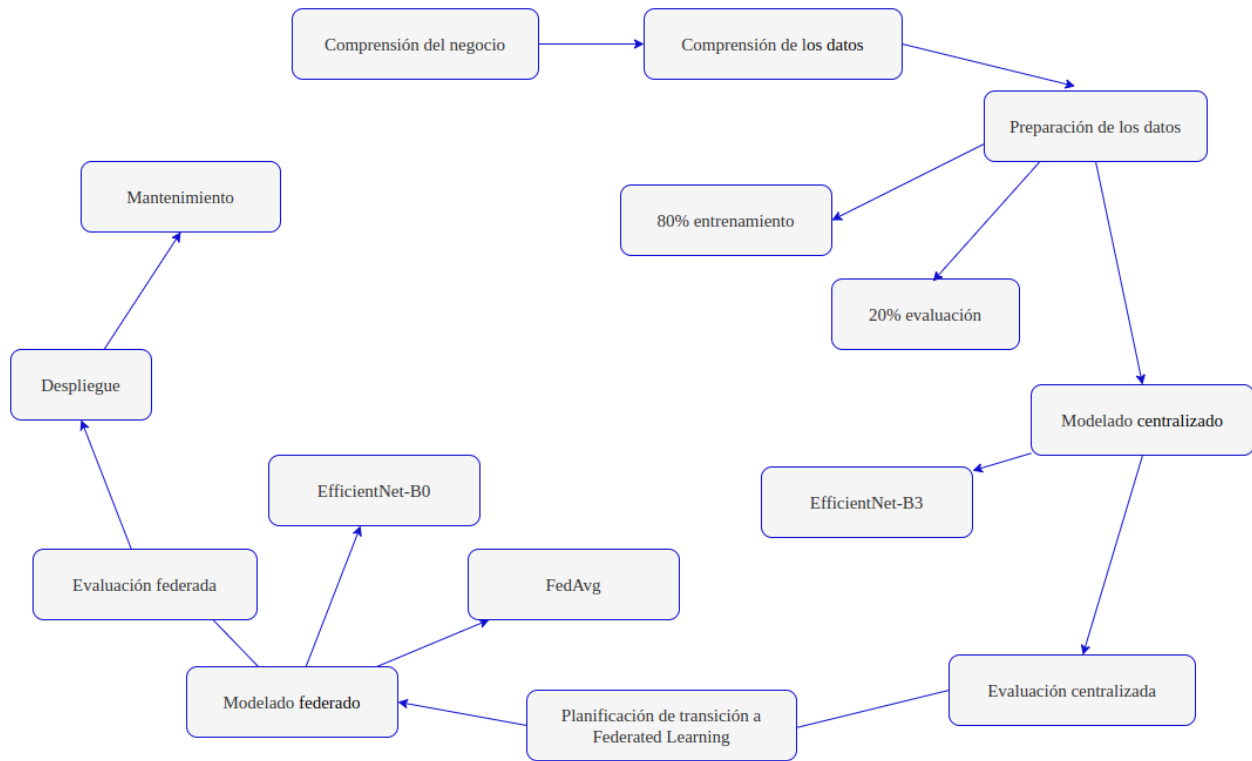 Comprensión del negocio
Comprensión de los datos
Preparación de los datos
Mantenimiento
80% entrenamiento
20% evaluación
Despliegue
Modelado centralizado
EfficientNet-B0
EfficientNet-B3
Evaluación federada
FedAvg
Modelado federado
Planificación de transición a
Federated Learning
Evaluación centralizada